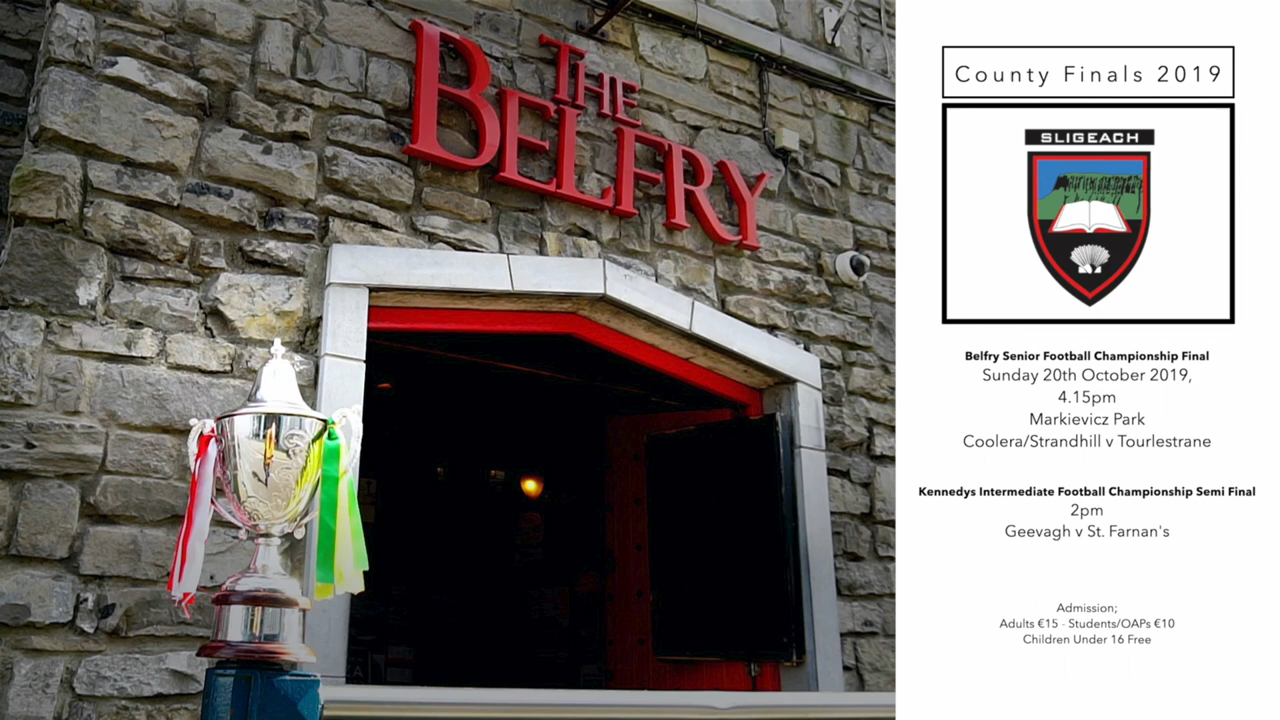 THE
BELFRY
County Finals 2019
SLIGEACH
Belfry Senior Football Championship Final
Sunday 20th October 2019,
4.15pm
Markievicz Park
Coolera/Strandhill v Tourlestrane
Kennedys Intermediate Football Championship Semi Final
2pm
Geevagh v St. Farnan's
Admission;
Adults €15 - Students/OAPs €10
Children Under 16 Free